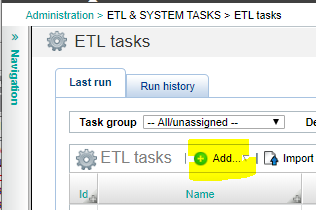 Administration > ETL & SYSTEM TASKS > ETL tasks
Navigation
ETL tasks
Last run
Run history
Task group -- All/unassigned --
ETL tasks Add... Import
Id Name